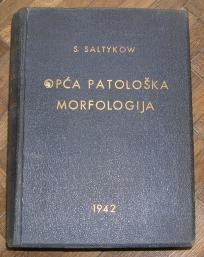 S. SALTYKOW
OPĆA PATOLOŠKA
MORFOLOGIJA
1942